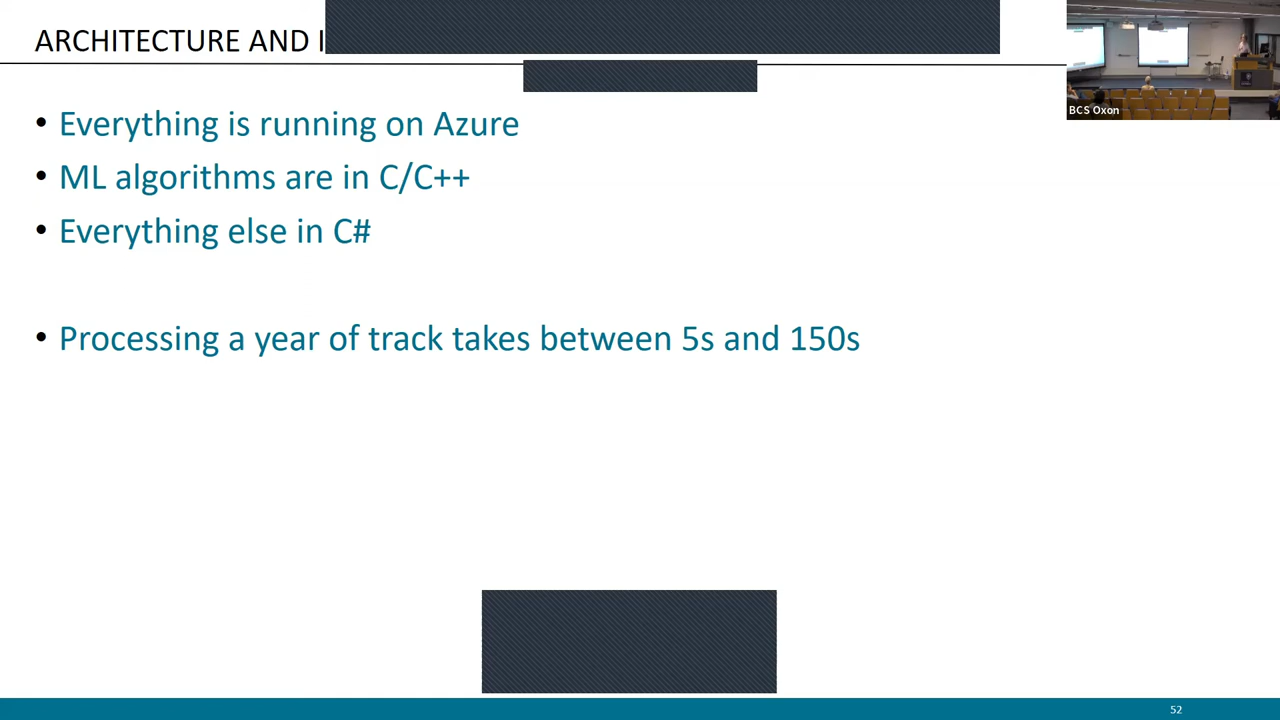 ARCHITECTURE AND
BCS Oxon
• Everything is running on Azure
• ML algorithms are in C/C++
• Everything else in C#
• Processing a year of track takes between 5s and 150s
52